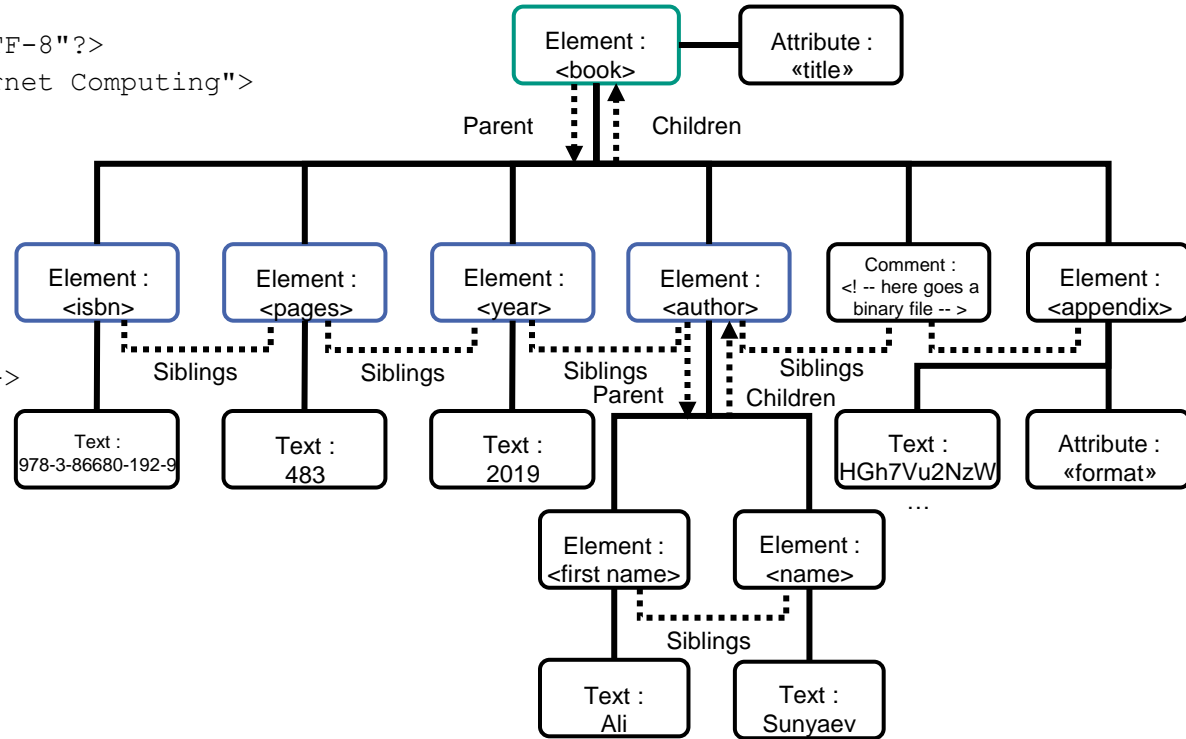 TF-8"?>
rnet Computing">
->
Element :
<book>
Attribute :
«title»
Parent
Children
Element :
<isbn>
Element :
<pages>
Element :
<year>
Element :
<author>
Comment :
<! -- here goes a
binary file -- >
Element :
<appendix>
Siblings
Siblings
Siblings
Siblings
Parent
Children
Text :
978-3-86680-192-9
Text :
483
Text :
2019
Text :
HGh7Vu2NzW
...
Attribute :
«format»
Element :
<first name>
Element :
<name>
Siblings
Text :
Ali
Text :
Sunyaev